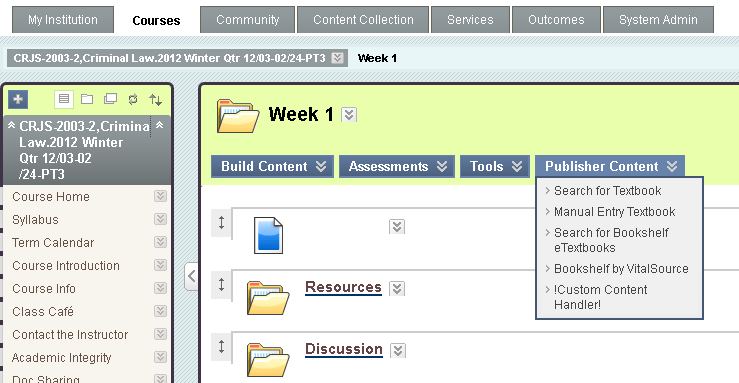 My Institution
Courses
Community
Content Collection
Services
Outcomes
System Admin
CRJS-2003-2,Criminal Law.2012 Winter Qtr 12/03-02/24-PT3
Week 1
CRJS-2003-2,Crimina
Law.2012 Winter
Qtr 12/03-02
/24-PT3
Course Home
Syllabus
Term Calendar
Course Introduction
Course Info
Class Café
Contact the Instructor
Academic Integrity
Doc Sharing
Week 1
Build Content
Assessments
Tools
Publisher Content
Search for Textbook
Manual Entry Textbook
Search for Bookshelf
eTextbooks
Bookshelf by VitalSource
!Custom Content
Handler!
Resources
Discussion